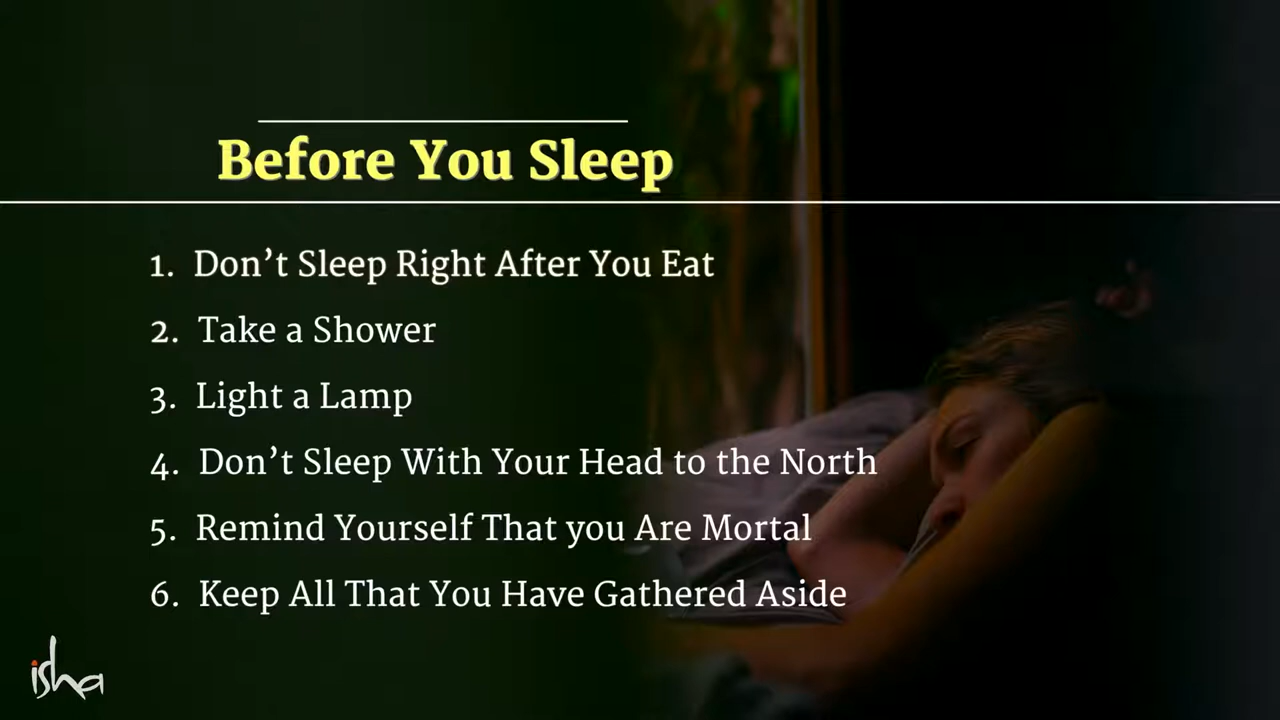 Before You Sleep
1. Don’t Sleep Right After You Eat
2. Take a Shower
3. Light a Lamp
4. Don’t Sleep With Your Head to the North
5. Remind Yourself That you Are Mortal
6. Keep All That You Have Gathered Aside
isha